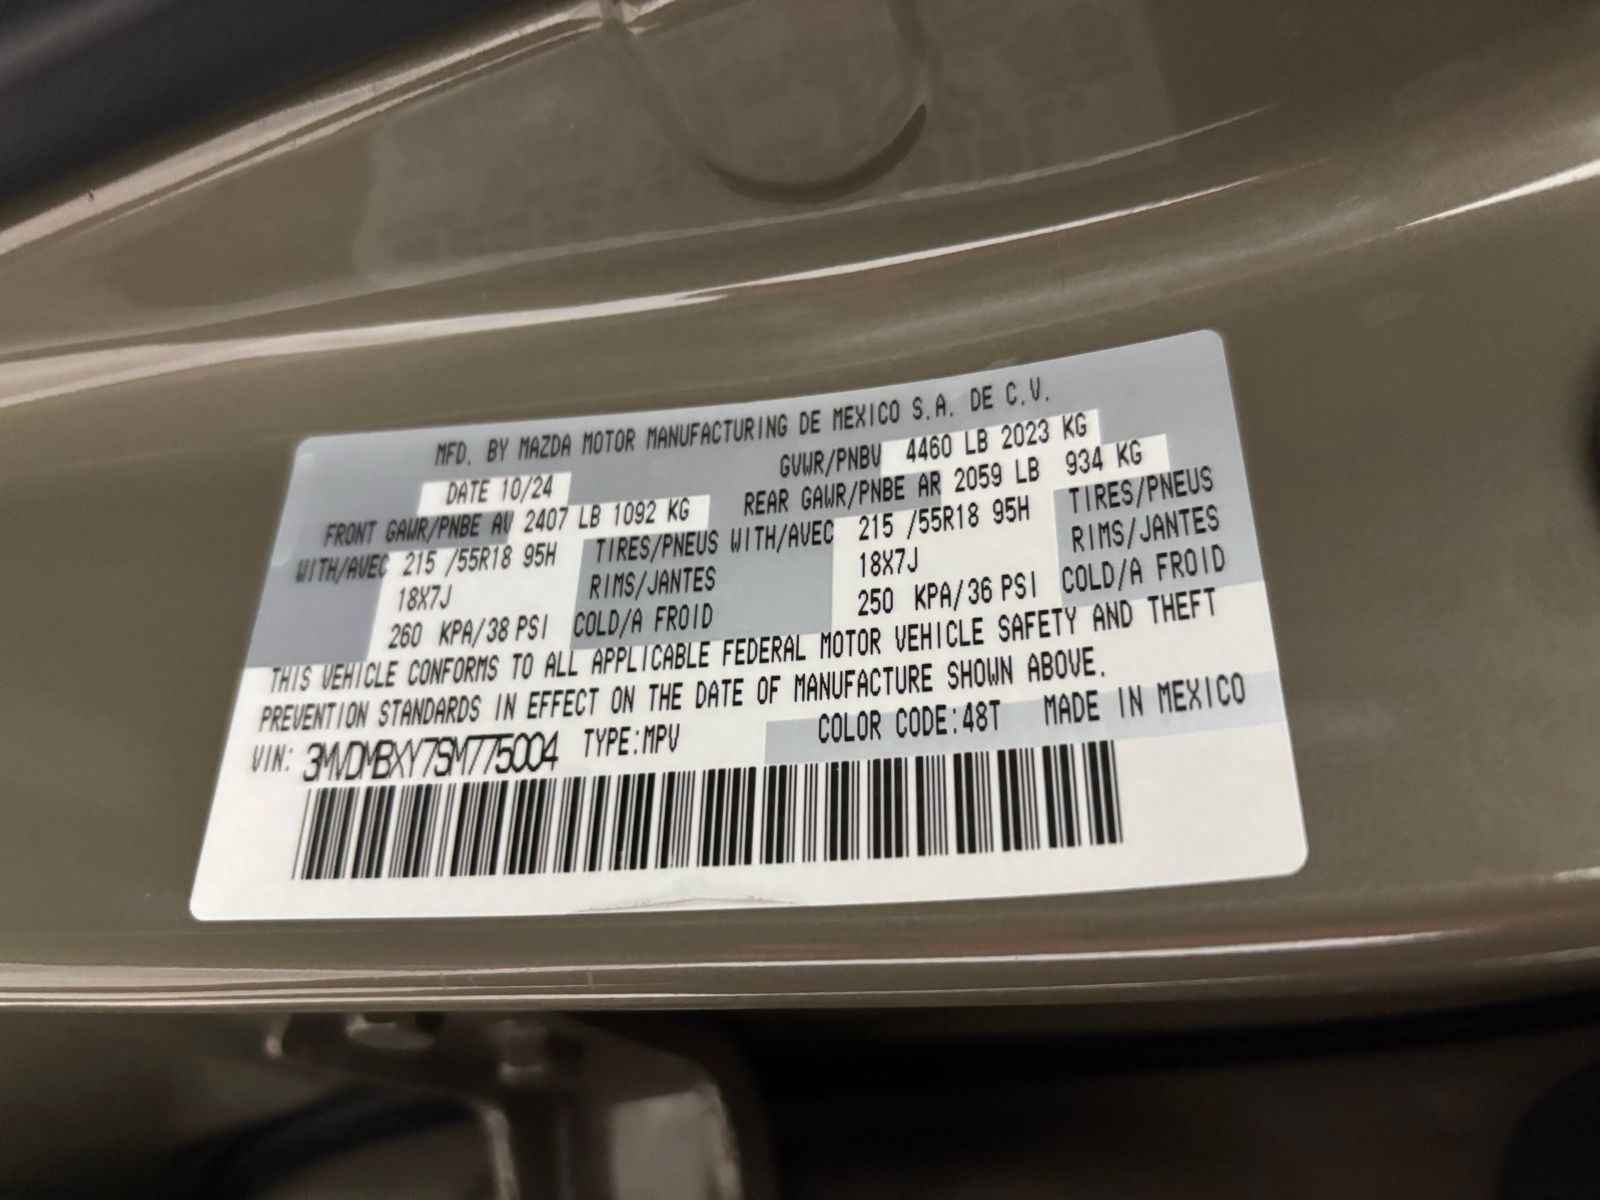 MFD. BY MAZDA MOTOR MANUFACTURING DE MEXICO S.A. DE C.V.
DATE 10/24 GVWR/PNBV 4460 LB 2023 KG
FRONT GAWR/PNBE AV 2407 LB 1092 KG REAR GAWR/PNBE AR 2059 LB 934 KG
WITH/AVEC 215 /55R18 95H TIRES/PNEUS WITH/AVEC 215 /55R18 95H TIRES/PNEUS
18X7J RIMS/JANTES 18X7J RIMS/JANTES
260 KPA/38 PSI COLD/A FROID 250 KPA/36 PSI COLD/A FROID
THIS VEHICLE CONFORMS TO ALL APPLICABLE FEDERAL MOTOR VEHICLE SAFETY AND THEFT
PREVENTION STANDARDS IN EFFECT ON THE DATE OF MANUFACTURE SHOWN ABOVE.
VIN: 3MVDMBXY7SM775004 TYPE:MPV COLOR CODE:48T MADE IN MEXICO